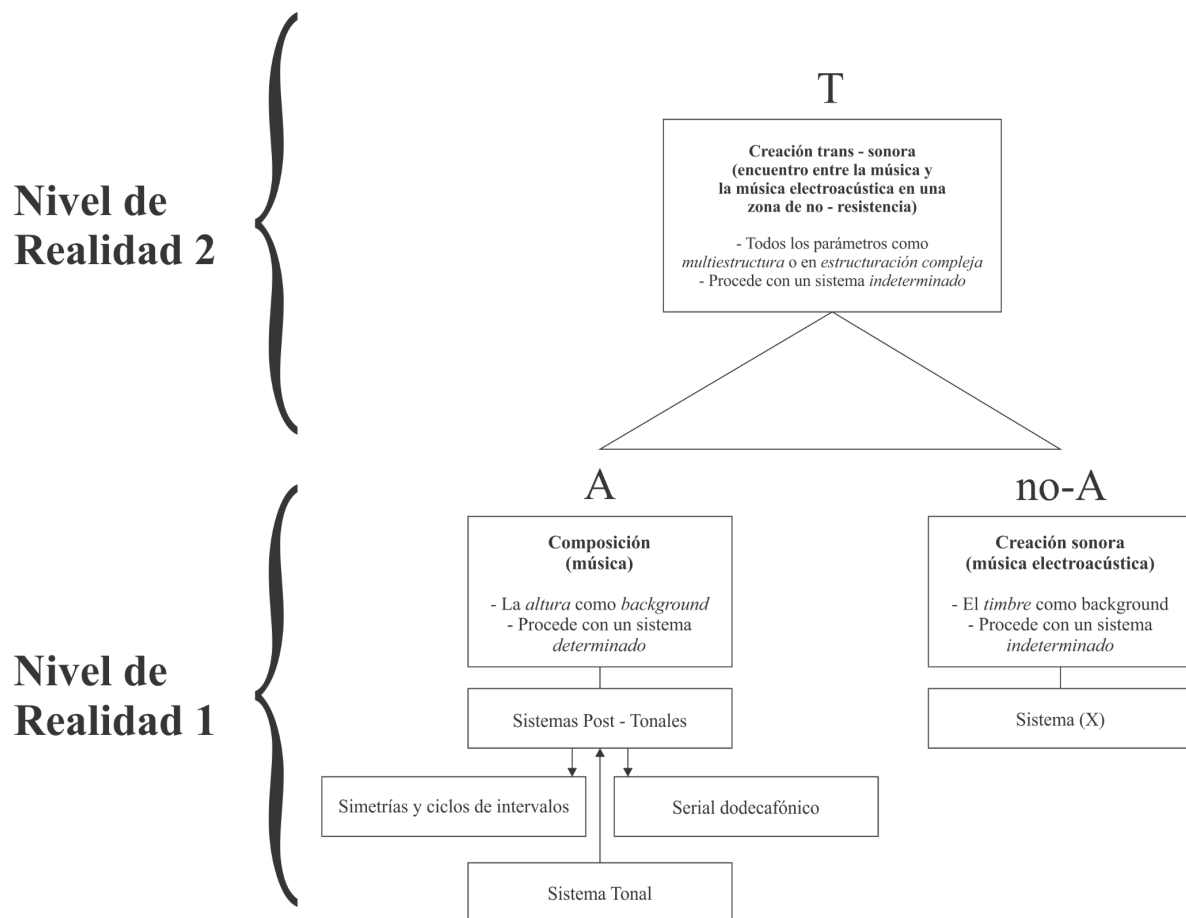 Nivel de
Realidad 2
T
Creación trans - sonora
(encuentro entre la música y
la música electroacústica en una
zona de no - resistencia)
- Todos los parámetros como
multiestructura o en estructuración compleja
- Procede con un sistema indeterminado
Nivel de
Realidad 1
A
Composición
(música)
- La altura como background
- Procede con un sistema
determinado
Sistemas Post - Tonales
Simetrías y ciclos de intervalos
Serial dodecafónico
Sistema Tonal
no-A
Creación sonora
(música electroacústica)
- El timbre como background
- Procede con un sistema
indeterminado
Sistema (X)